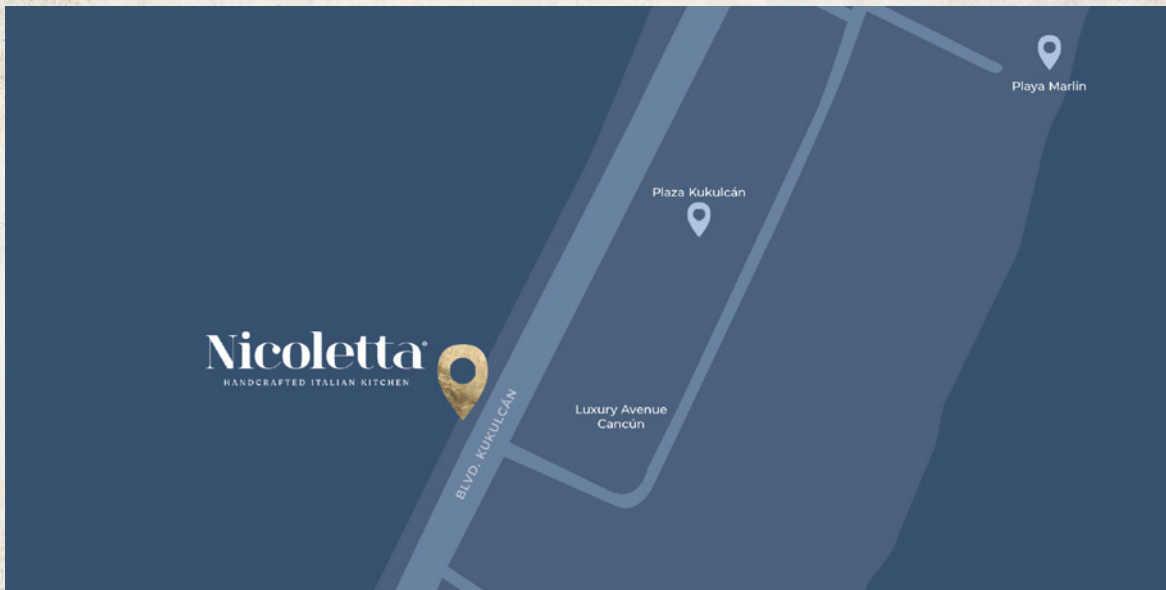 Playa Marlin
Plaza Kukulcán
Nicoletta®
HANDCRAFTED ITALIAN KITCHEN
BLVD. KUKULCÁN
Luxury Avenue
Cancún